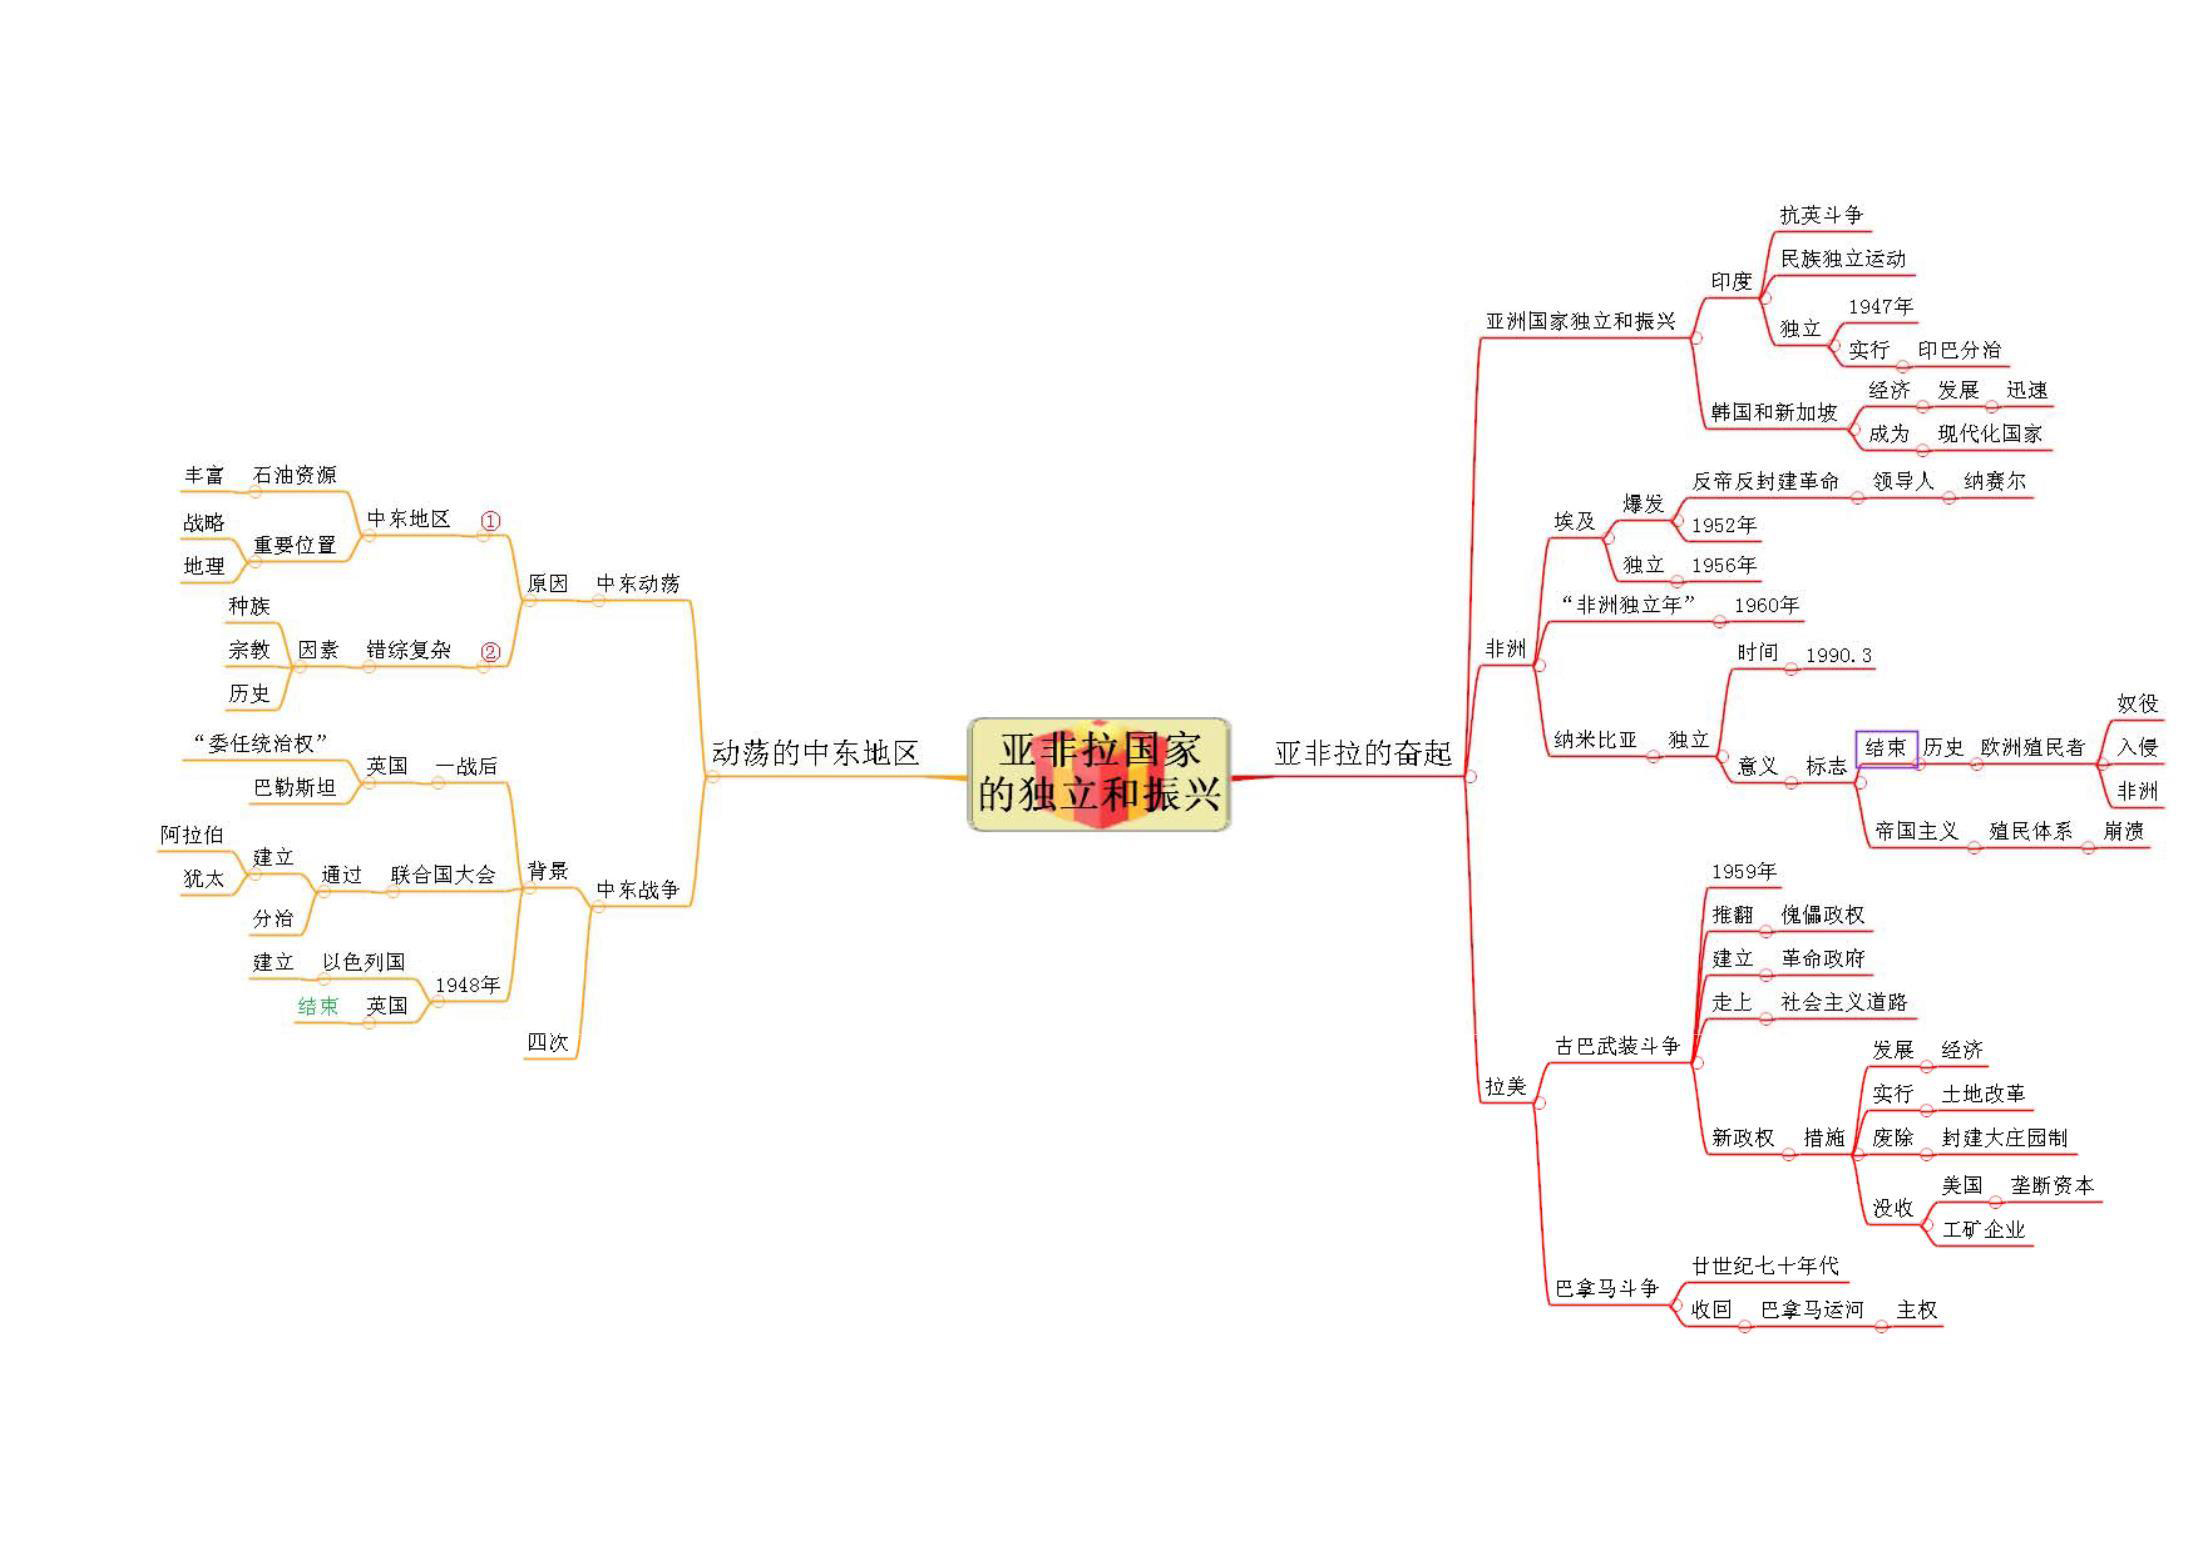 亚非拉国家
的独立和振兴
亚非拉的奋起
亚洲国家独立和振兴
印度
抗英斗争
民族独立运动
独立
1947年
实行 印巴分治
韩国和新加坡
经济 发展 迅速
成为 现代化国家
非洲
埃及
爆发
反帝反封建革命 领导人 纳赛尔
1952年
独立 1956年
“非洲独立年” 1960年
纳米比亚 独立
时间 1990.3
意义 标志
结束 历史 欧洲殖民者
奴役
入侵
非洲
帝国主义 殖民体系 崩溃
拉美
古巴武装斗争
1959年
推翻 傀儡政权
建立 革命政府
走上 社会主义道路
新政权 措施
发展 经济
实行 土地改革
废除 封建大庄园制
没收
美国 垄断资本
工矿企业
巴拿马斗争
廿世纪七十年代
收回 巴拿马运河 主权
动荡的中东地区
中东动荡
原因
①
中东地区
石油资源
丰富
重要位置
战略
地理
②
错综复杂
因素
种族
宗教
历史
中东战争
背景
一战后
英国
“委任统治权”
巴勒斯坦
联合国大会
通过
建立
阿拉伯
犹太
分治
1948年
以色列国
建立
英国
结束
四次